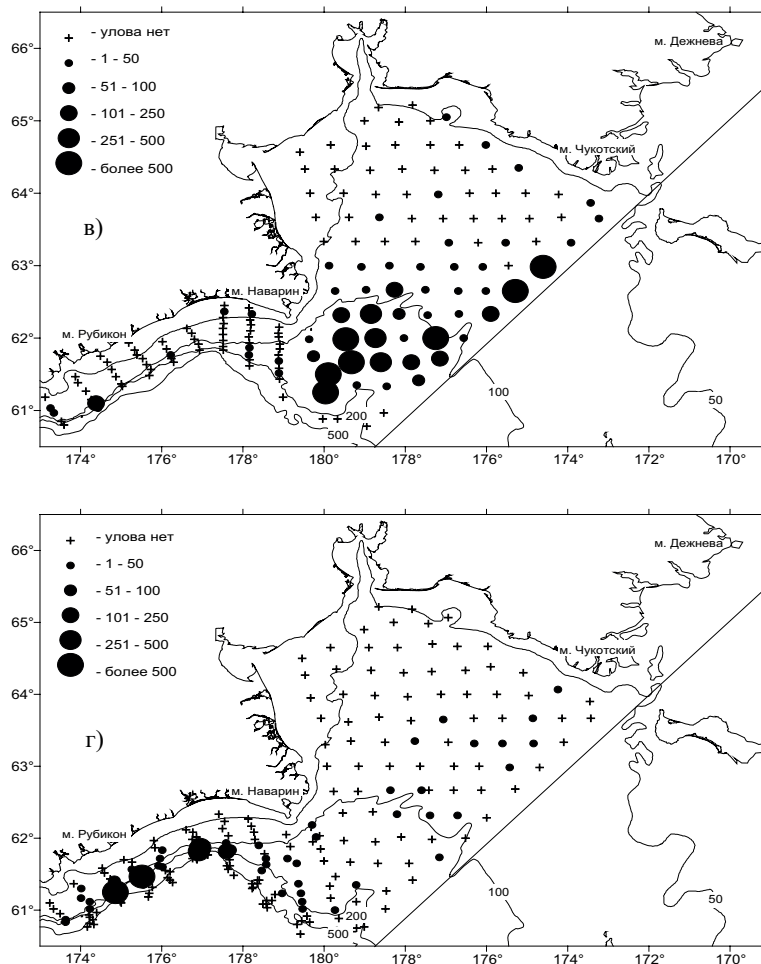 66°
+ - улова нет
- 1 - 50
- 51 - 100
- 101 - 250
- 251 - 500
- более 500
м. Дежнева
65°
м. Чукотский
64°
в)
63°
м. Наварин
62°
м. Рубикон
61°
200
500
100
50
174° 176° 178° 180° 178° 176° 174° 172° 170°
66°
+ - улова нет
- 1 - 50
- 51 - 100
- 101 - 250
- 251 - 500
- более 500
м. Дежнева
65°
м. Чукотский
64°
г)
63°
м. Наварин
62°
м. Рубикон
61°
200
500
100
50
174° 176° 178° 180° 178° 176° 174° 172° 170°